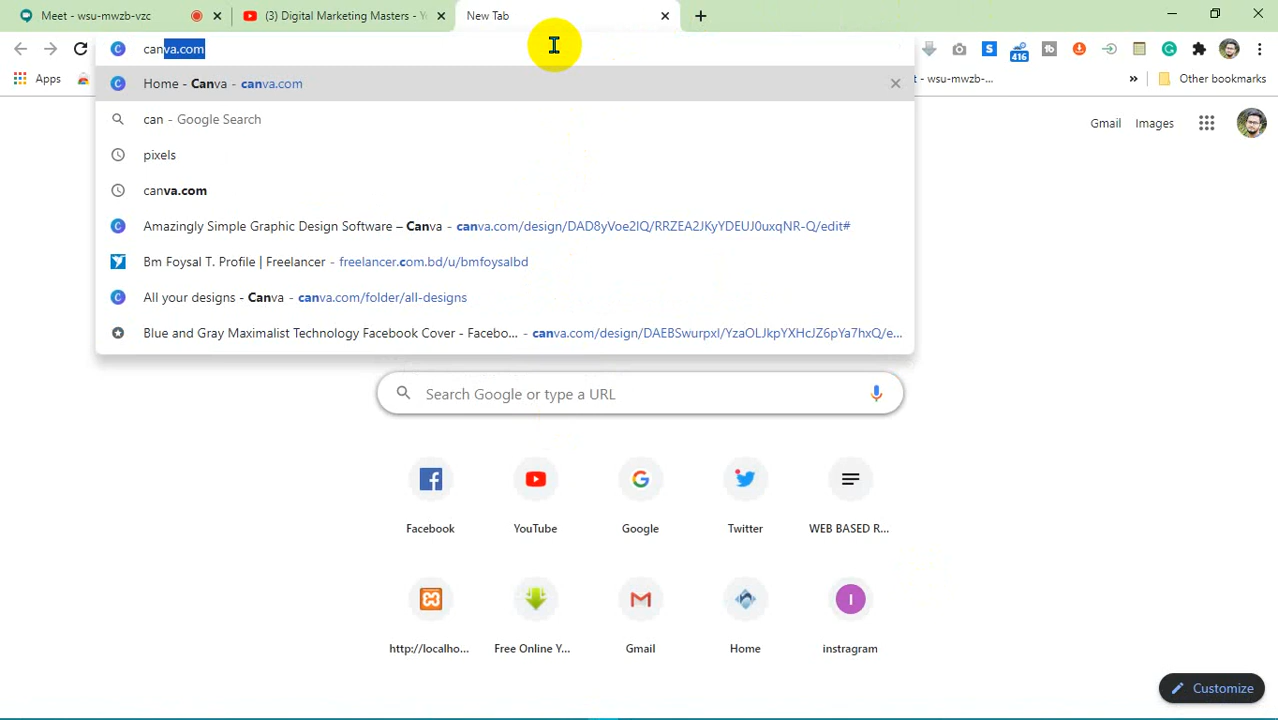 Meet - wsu-mwzb-vzc
(3) Digital Marketing Masters - Y
New Tab
canva.com
416
t - wsu-mwzb-...
»
Apps
Other bookmarks
Home - Canva - canva.com
can - Google Search
pixels
canva.com
Amazingly Simple Graphic Design Software – Canva - canva.com/design/DAD8yVoe2IQ/RRZEA2JKyYDEUJ0uxqNR-Q/edit#
Bm Foysal T. Profile | Freelancer - freelancer.com.bd/u/bmfoysalbd
All your designs - Canva - canva.com/folder/all-designs
Blue and Gray Maximalist Technology Facebook Cover - Facebo... - canva.com/design/DAEBSwurpxI/YzaOLJkpYXHcJZ6pYa7hxQ/e...
Gmail
Images
Search Google or type a URL
Facebook
YouTube
Google
Twitter
WEB BASED R...
http://localho...
Free Online Y...
Gmail
Home
I
instragram
Customize